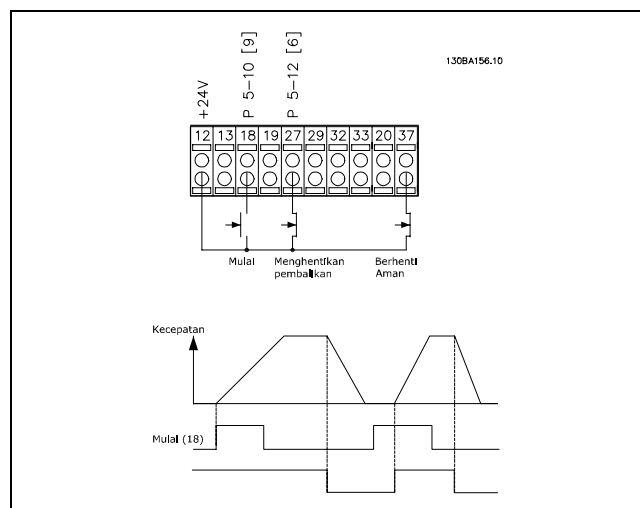 130BA156.10
+24V
P 5-10 [9]
P 5-12 [6]
12 13 18 19 27 29 32 33 20 37
Mulai
Menghentikan
pembalikan
Berhenti
Aman
Kecepatan
Mulai (18)